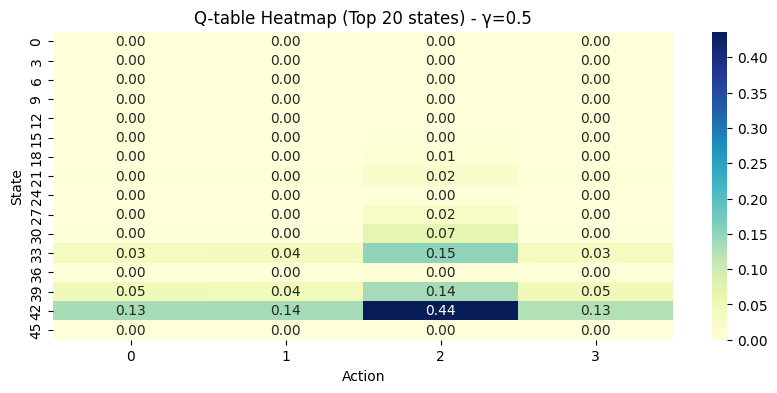 Q-table Heatmap (Top 20 states) - γ=0.5
State
0 0.00 0.00 0.00 0.00
3 0.00 0.00 0.00 0.00
6 0.00 0.00 0.00 0.00
9 0.00 0.00 0.00 0.00
12 0.00 0.00 0.00 0.00
15 0.00 0.00 0.00 0.00
18 0.00 0.00 0.01 0.00
21 0.00 0.00 0.02 0.00
24 0.00 0.00 0.00 0.00
27 0.00 0.00 0.02 0.00
30 0.00 0.00 0.07 0.00
33 0.03 0.04 0.15 0.03
36 0.00 0.00 0.00 0.00
39 0.05 0.04 0.14 0.05
42 0.13 0.14 0.44 0.13
45 0.00 0.00 0.00 0.00
0 1 2 3
Action
0.40
0.35
0.30
0.25
0.20
0.15
0.10
0.05
0.00